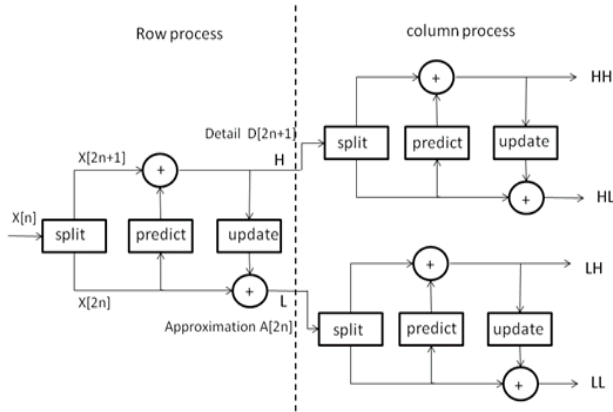 Row process
column process
HH
Detail D[2n+1]
split
predict
update
X[2n+1]
+
+
H
HL
X[n]
split
predict
update
+
LH
+
X[2n]
+
L
Approximation A[2n]
split
predict
update
LL
+